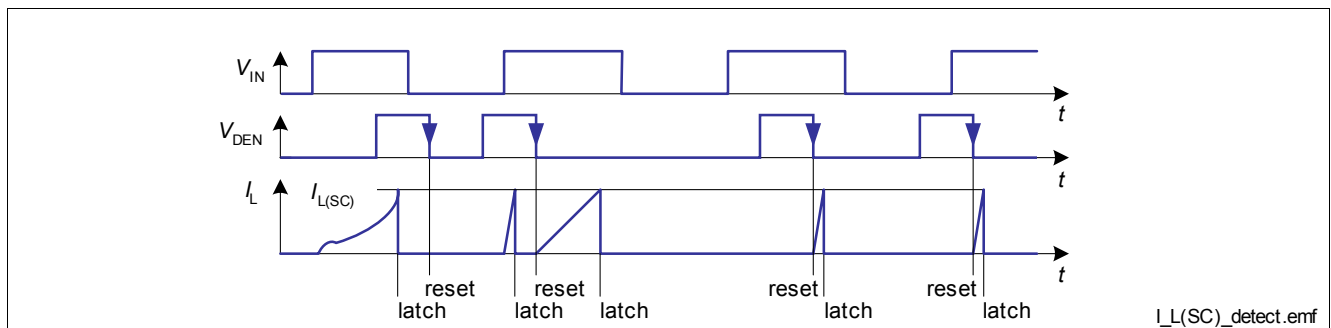 V_IN
t
V_DEN
t
I_L
I_L(SC)
t
reset reset reset reset
latch latch latch latch latch
I_L(SC)_detect.emf